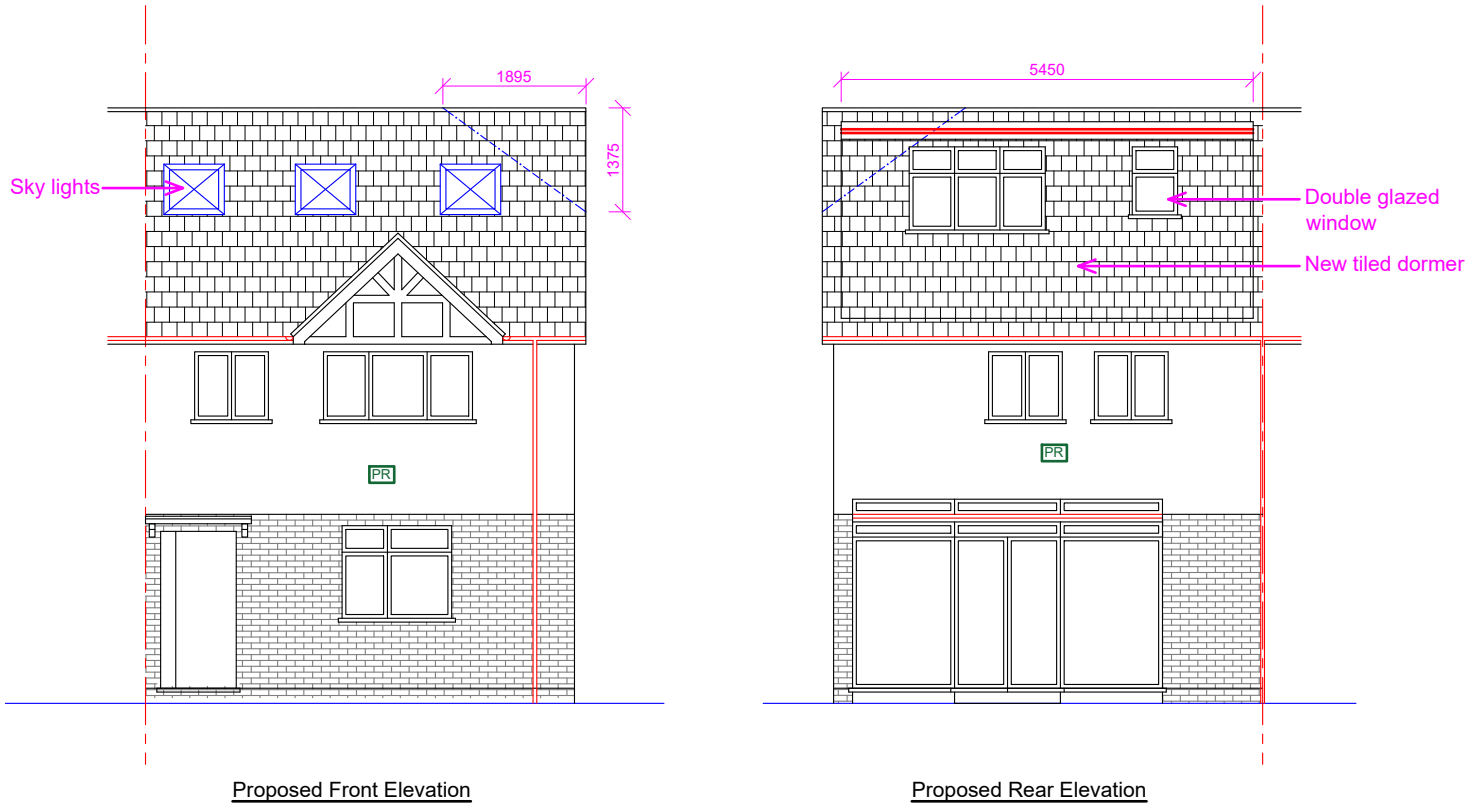 1895
5450
1375
Sky lights
Double glazed
window
New tiled dormer
PR
PR
Proposed Front Elevation
Proposed Rear Elevation